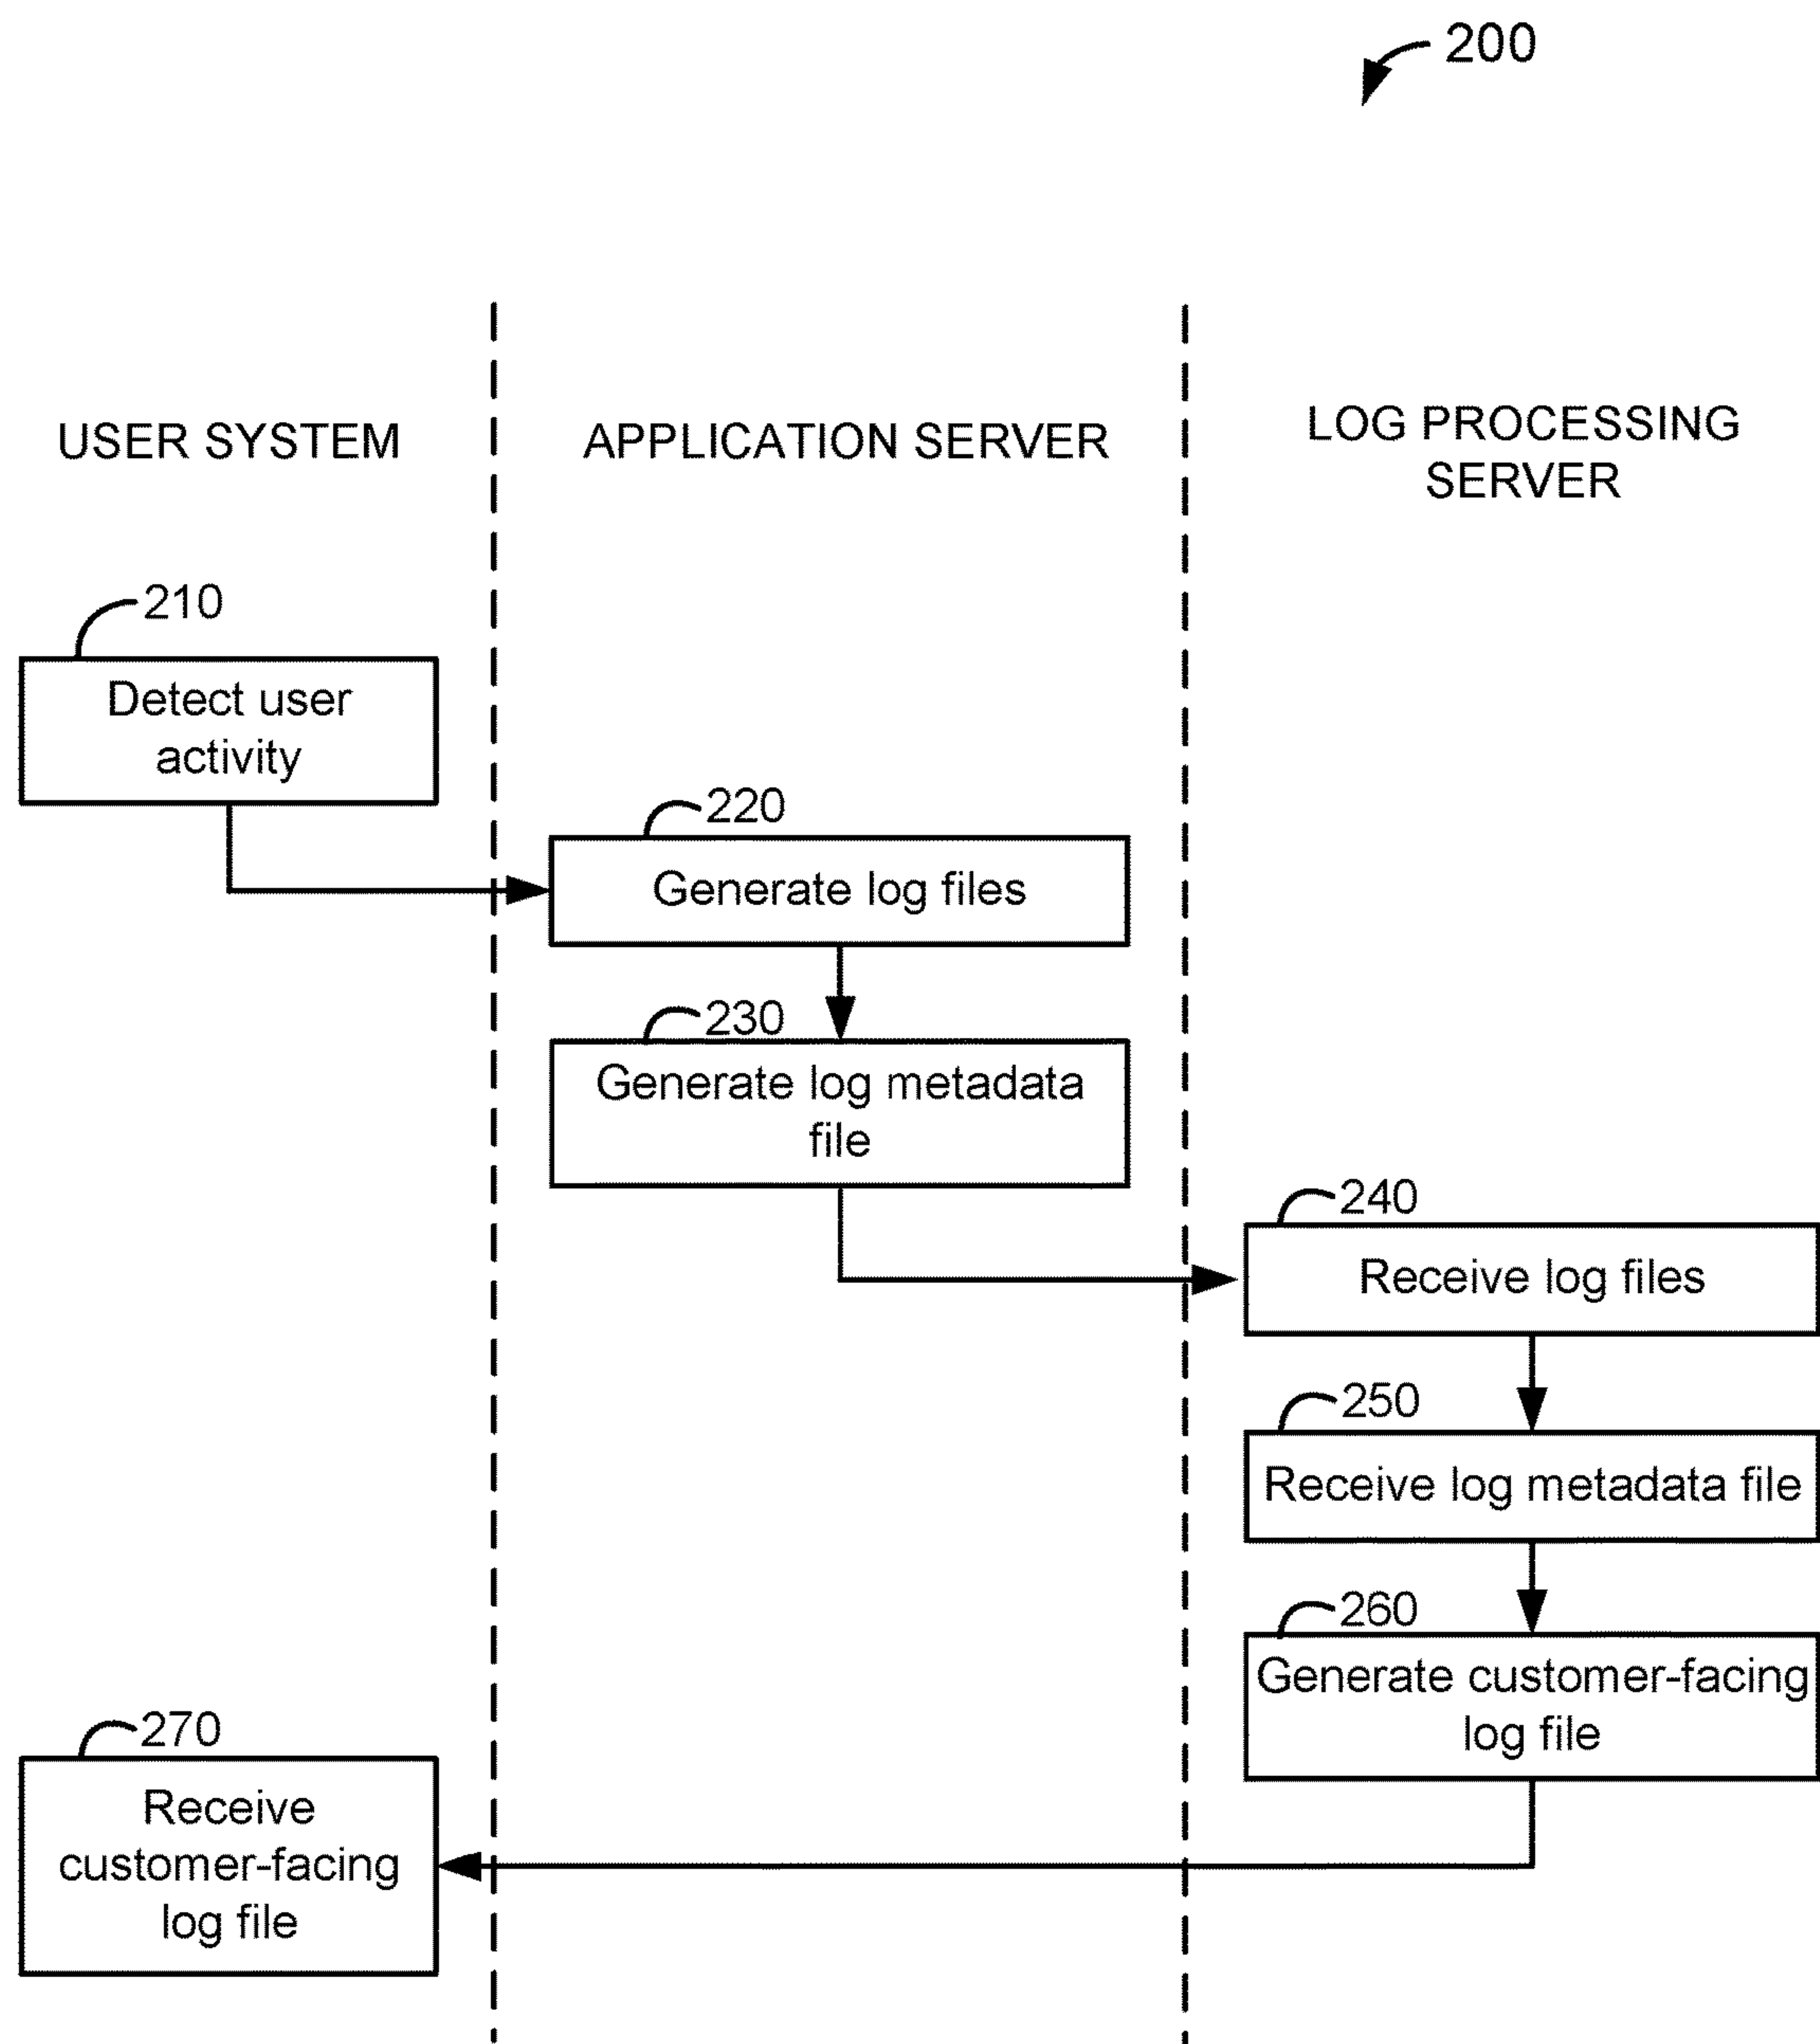 200
USER SYSTEM
APPLICATION SERVER
LOG PROCESSING
SERVER
210
Detect user
activity
220
Generate log files
230
Generate log metadata
file
240
Receive log files
250
Receive log metadata file
260
Generate customer-facing
log file
270
Receive
customer-facing
log file